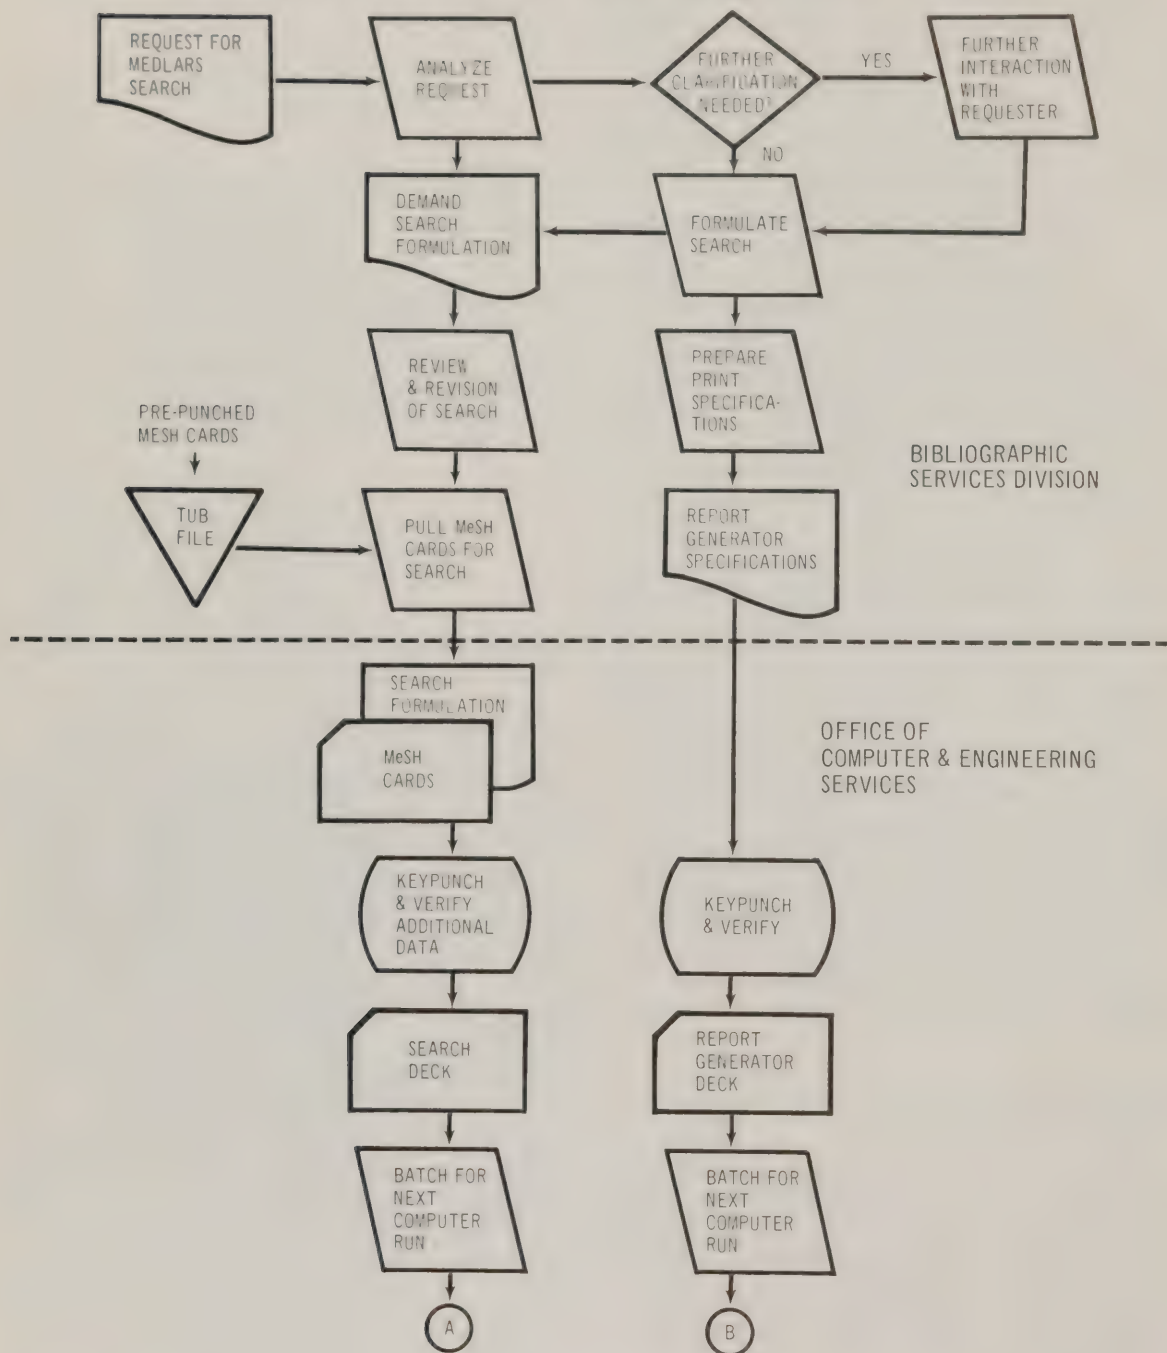 REQUEST FOR
MEDLARS
SEARCH
ANALYZE
REQUEST
FURTHER
CLARIFICATION
NEEDED?
YES
FURTHER
INTERACTION
WITH
REQUESTER
NO
DEMAND
SEARCH
FORMULATION
FORMULATE
SEARCH
REVIEW
& REVISION
OF SEARCH
PREPARE
PRINT
SPECIFICA-
TIONS
PRE-PUNCHED
MESH CARDS
BIBLIOGRAPHIC
SERVICES DIVISION
TUB
FILE
PULL MeSH
CARDS FOR
SEARCH
REPORT
GENERATOR
SPECIFICATIONS
SEARCH
FORMULATION
MeSH
CARDS
OFFICE OF
COMPUTER & ENGINEERING
SERVICES
KEYPUNCH
& VERIFY
ADDITIONAL
DATA
KEYPUNCH
& VERIFY
SEARCH
DECK
REPORT
GENERATOR
DECK
BATCH FOR
NEXT
COMPUTER
RUN
BATCH FOR
NEXT
COMPUTER
RUN
A
B